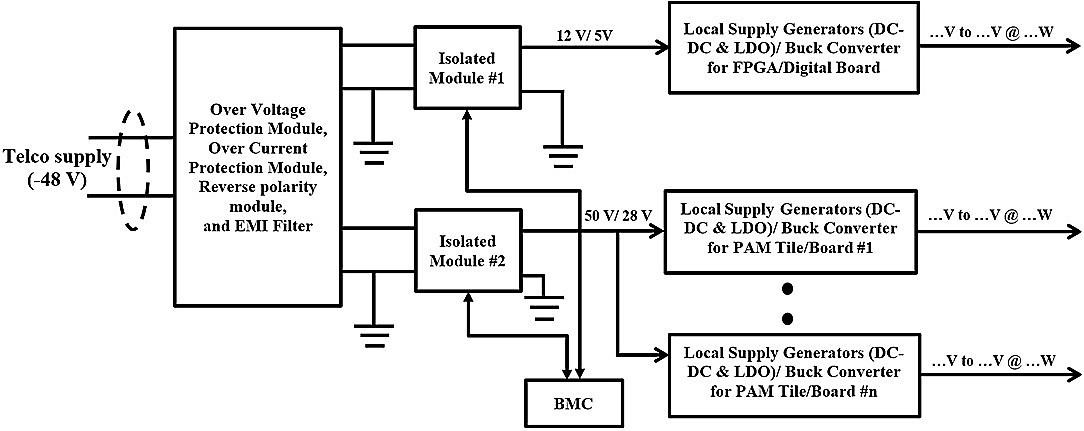 Telco supply
(-48 V)
Over Voltage
Protection Module,
Over Current
Protection Module,
Reverse polarity
module,
and EMI Filter
Isolated
Module #1
12 V/ 5V
Local Supply Generators (DC-
DC & LDO)/ Buck Converter
for FPGA/Digital Board
...V to ...V @ ...W
Isolated
Module #2
50 V/ 28 V
Local Supply Generators (DC-
DC & LDO)/ Buck Converter
for PAM Tile/Board #1
...V to ...V @ ...W
Local Supply Generators (DC-
DC & LDO)/ Buck Converter
for PAM Tile/Board #n
...V to ...V @ ...W
BMC